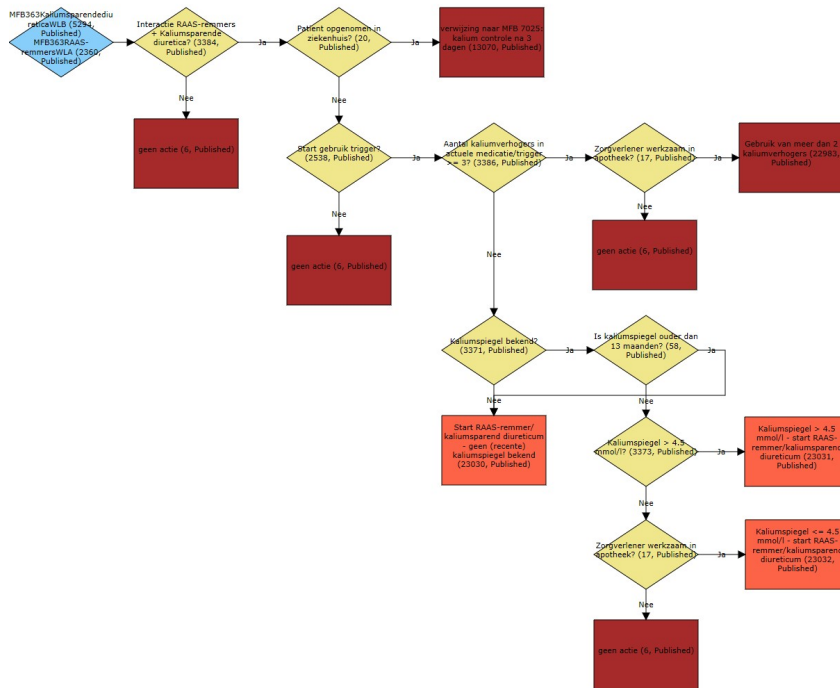 MFB363Kaliumsparendediu
reticaWLB (5294,
Published)
MFB363RAAS-
remmersWLA (2360,
Published)
Interactie RAAS-remmers
+ Kaliumsparende
diuretica? (3384,
Published)
Ja
Patient opgenomen in
ziekenhuis? (20,
Published)
Ja
verwijzing naar MFB 7025:
kalium controle na 3
dagen (13070, Published)
Nee
Nee
geen actie (6, Published)
Start gebruik trigger?
(2538, Published)
Ja
Aantal kaliumverhogers in
actuele medicatie/trigger
>= 3? (3386, Published)
Ja
Zorgverlener werkzaam in
apotheek? (17, Published)
Ja
Gebruik van meer dan 2
kaliumverhogers (22983,
Published)
Nee
Nee
Nee
geen actie (6, Published)
geen actie (6, Published)
Kaliumspiegel bekend?
(3371, Published)
Ja
Is kaliumspiegel ouder dan
13 maanden? (58,
Published)
Ja
Nee
Nee
Start RAAS-remmer/
kaliumsparend diureticum
- geen (recente)
kaliumspiegel bekend
(23030, Published)
Kaliumspiegel > 4.5
mmol/l? (3373, Published)
Ja
Kaliumspiegel > 4.5
mmol/l - start RAAS-
remmer/kaliumsparend
diureticum (23031,
Published)
Nee
Zorgverlener werkzaam in
apotheek? (17, Published)
Ja
Kaliumspiegel <= 4.5
mmol/l - start RAAS-
remmer/kaliumsparend
diureticum (23032,
Published)
Nee
geen actie (6, Published)